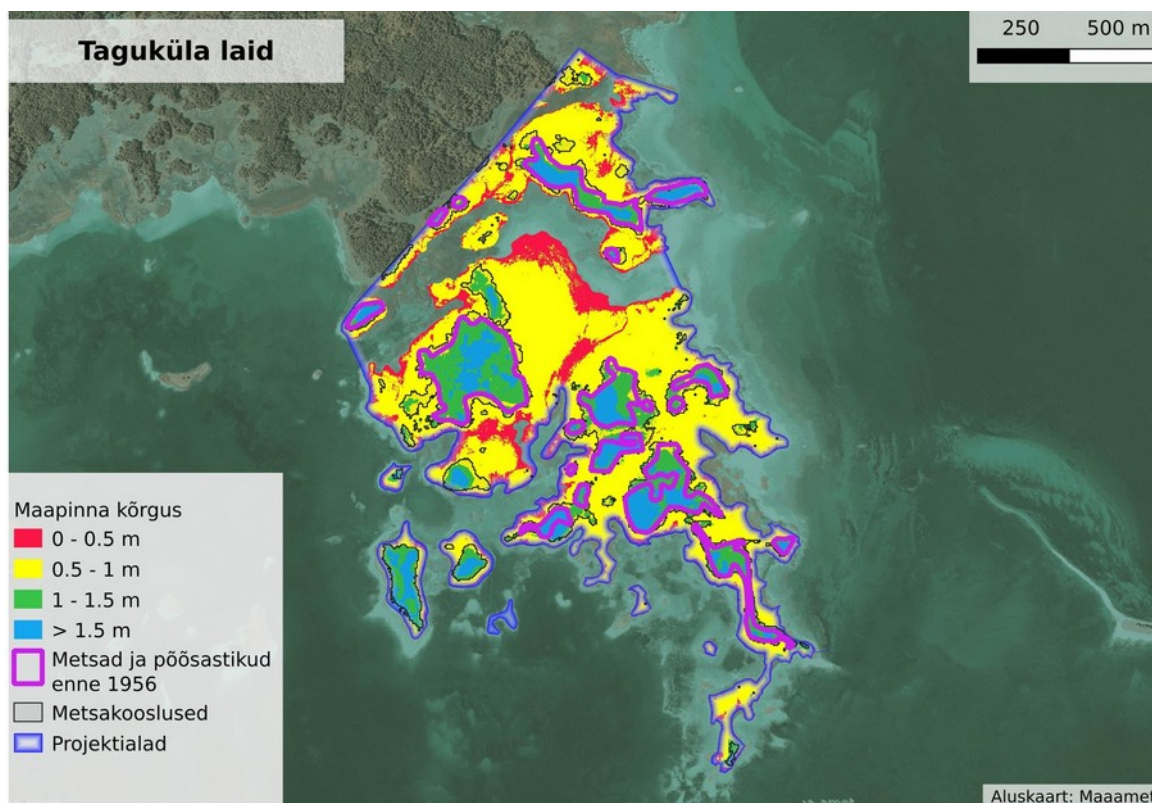 Taguküla laid
250 500 m
Maapinna kõrgus
0 - 0.5 m
0.5 - 1 m
1 - 1.5 m
> 1.5 m
Metsad ja põõsastikud
enne 1956
Metsakooslused
Projektialad
Aluskaart: Maaamet